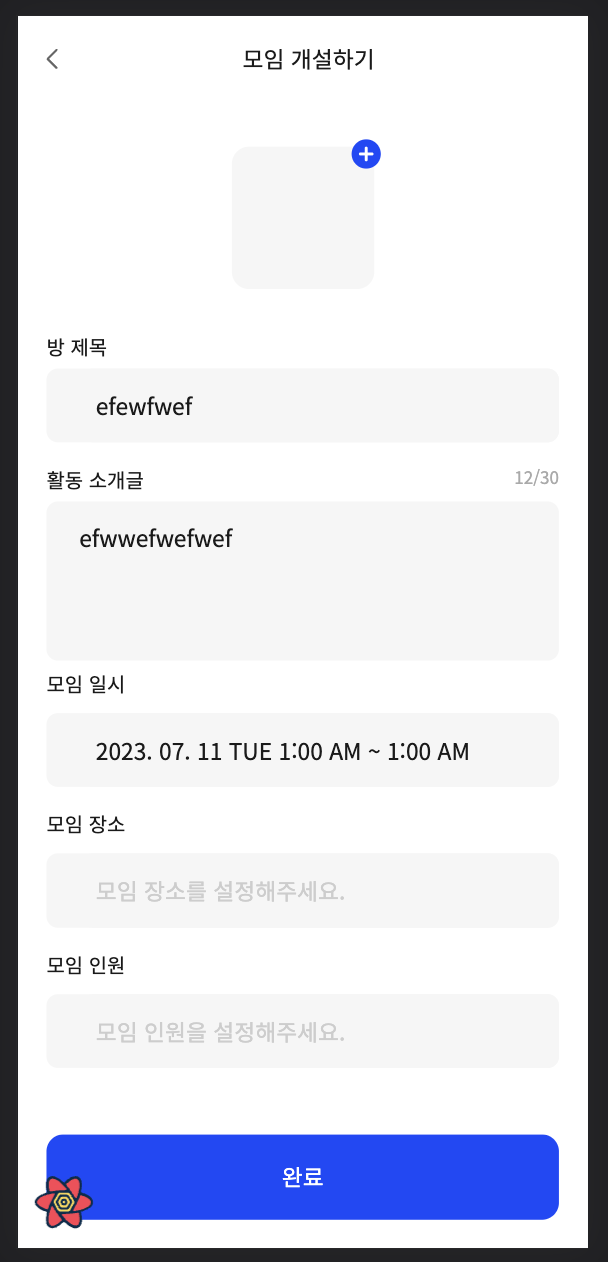 모임 개설하기
방 제목
efewfwef
활동 소개글 12/30
efwwefwefwef
모임 일시
2023. 07. 11 TUE 1:00 AM ~ 1:00 AM
모임 장소
모임 장소를 설정해주세요.
모임 인원
모임 인원을 설정해주세요.
완료